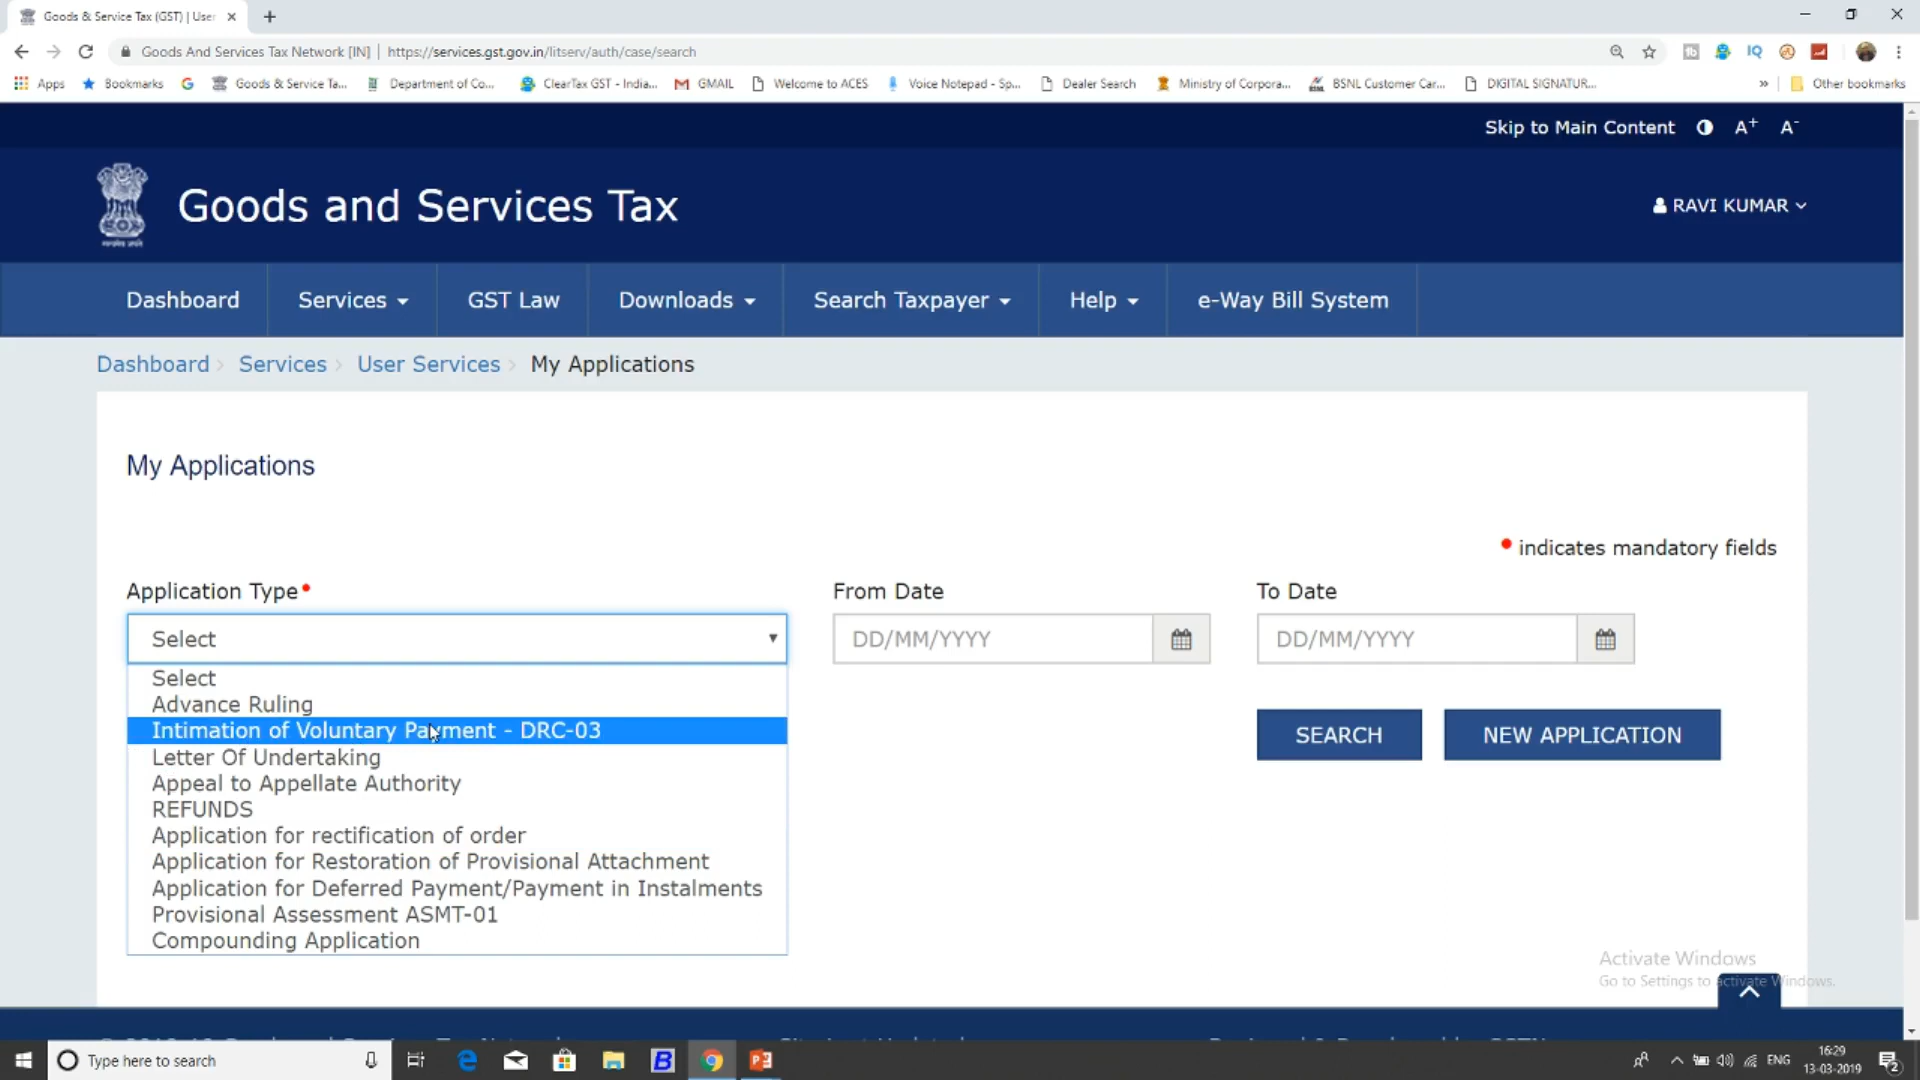 Goods & Service Tax (GST) | User
Goods And Services Tax Network [IN] | https://services.gst.gov.in/litserv/auth/case/search
Apps Bookmarks Goods & Service Ta... Department of Co... ClearTax GST - India... GMAIL Welcome to ACES Voice Notepad - Sp... Dealer Search Ministry of Corpora... BSNL Customer Car... DIGITAL SIGNATUR... » Other bookmarks
Skip to Main Content A+ A-
Goods and Services Tax
RAVI KUMAR
Dashboard Services GST Law Downloads Search Taxpayer Help e-Way Bill System
Dashboard Services User Services My Applications
My Applications
indicates mandatory fields
Application Type From Date To Date
Select DD/MM/YYYY DD/MM/YYYY
Select
Advance Ruling
Intimation of Voluntary Payment - DRC-03
Letter Of Undertaking
Appeal to Appellate Authority
REFUNDS
Application for rectification of order
Application for Restoration of Provisional Attachment
Application for Deferred Payment/Payment in Instalments
Provisional Assessment ASMT-01
Compounding Application
SEARCH NEW APPLICATION
Activate Windows
Go to Settings to activate Windows.
Type here to search
ENG
16:29
13-03-2019
2